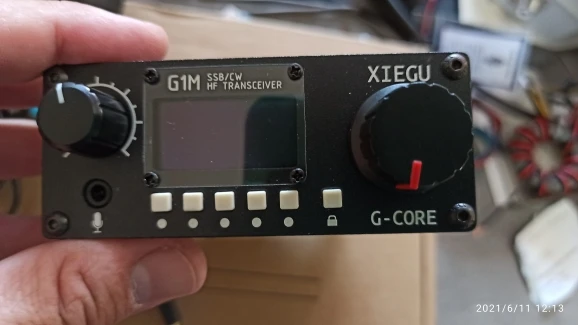 G1M SSB/CW
HF TRANSCEIVER
XIEGU
G-CORE
2021/6/11 12:13